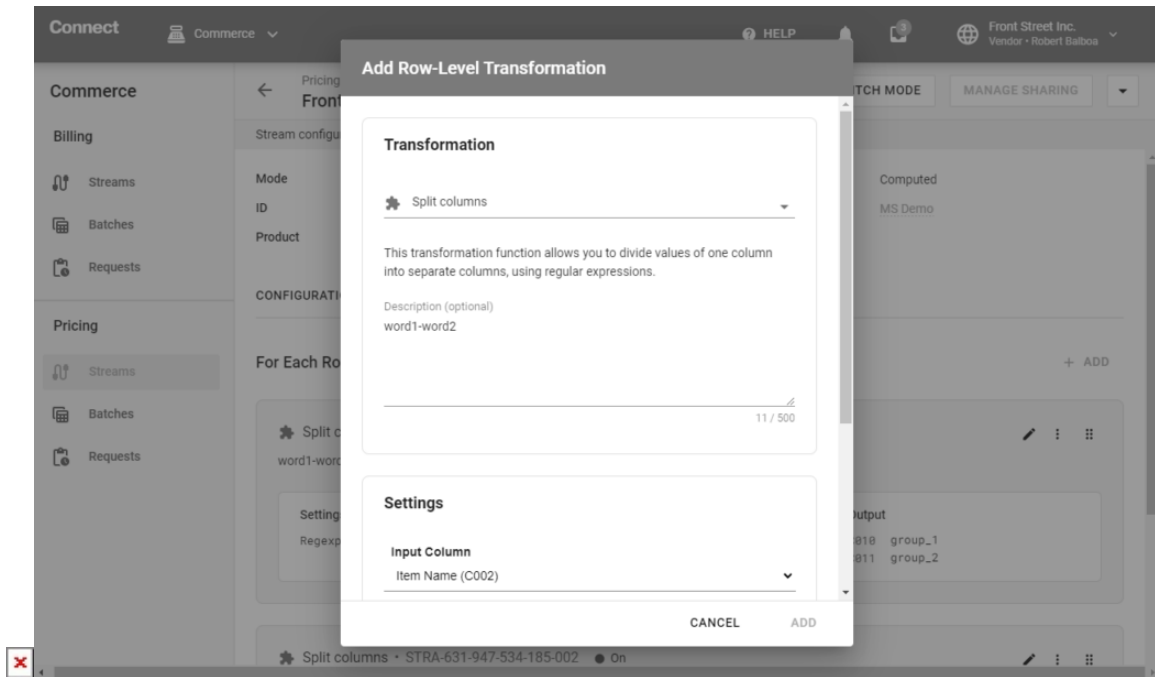 Connect
Commerce
HELP
3
Front Street Inc.
Vendor • Robert Balboa
Commerce
Billing
Streams
Batches
Requests
Pricing
Streams
Batches
Requests
Pricing
Front
TCH MODE
MANAGE SHARING
Stream configu
Mode
ID
Product
Computed
MS Demo
CONFIGURATI
For Each Ro
+ ADD
Split c
word1-word
Setting
Regexp
Output
C010 group_1
C011 group_2
Split columns • STRA-631-947-534-185-002 ● On
Add Row-Level Transformation
Transformation
Split columns
This transformation function allows you to divide values of one column
into separate columns, using regular expressions.
Description (optional)
word1-word2
11 / 500
Settings
Input Column
Item Name (C002)
CANCEL
ADD